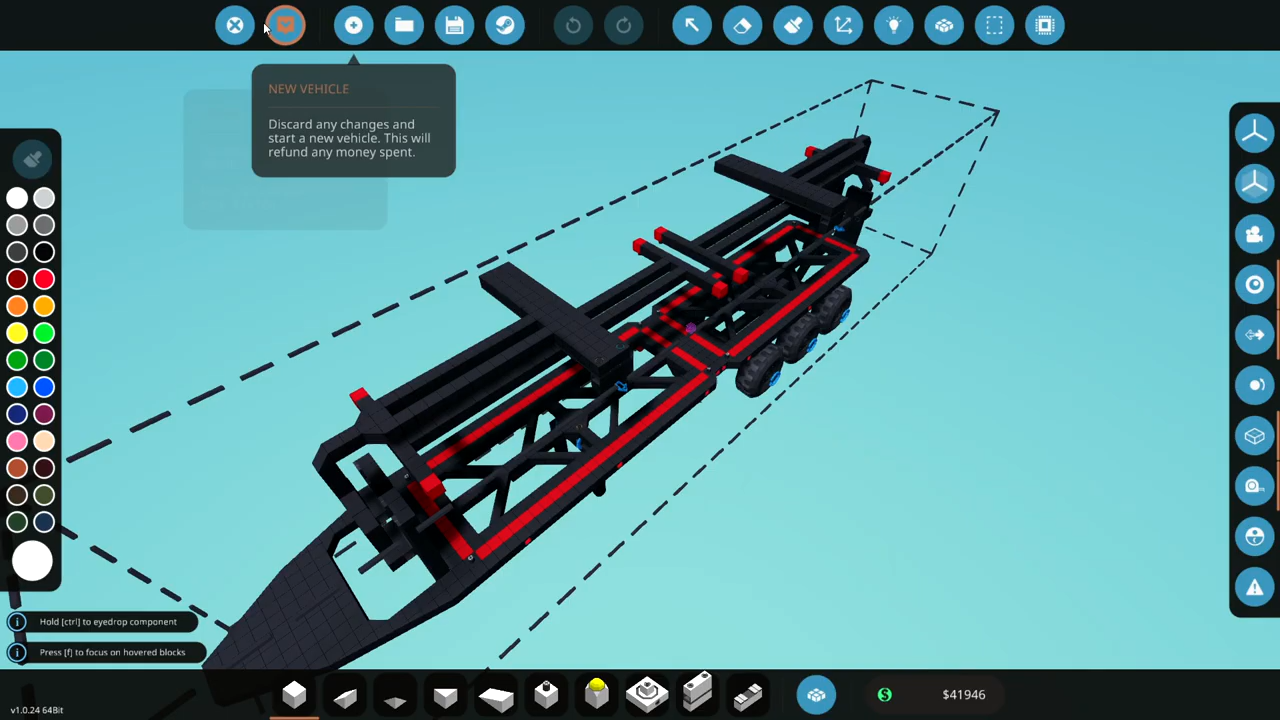 NEW VEHICLE
Discard any changes and
start a new vehicle. This will
refund any money spent.
Hold [ctrl] to eyedrop component
Press [f] to focus on hovered blocks
$41946
v1.0.24 64Bit